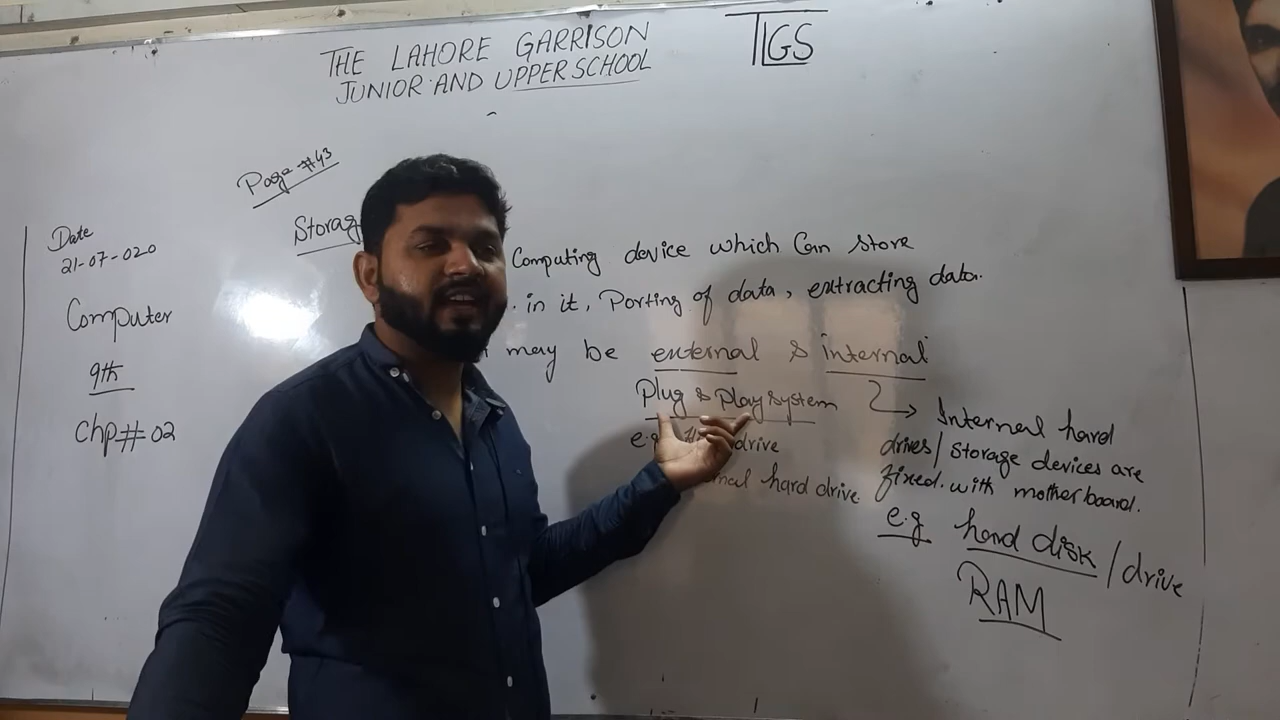 THE LAHORE GARRISON
JUNIOR AND UPPER SCHOOL
TLGS
Page #43
Date
21-07-020
Computer
9th
Chp# 02
Storag
Computing device which Can store
in it, Porting of data, extracting data.
may be external & internal
Plug & Play system
e.g drive
hard drive
Internal hard
drives/storage devices are
fixed with motherboard.
e.g hard disk/drive
RAM